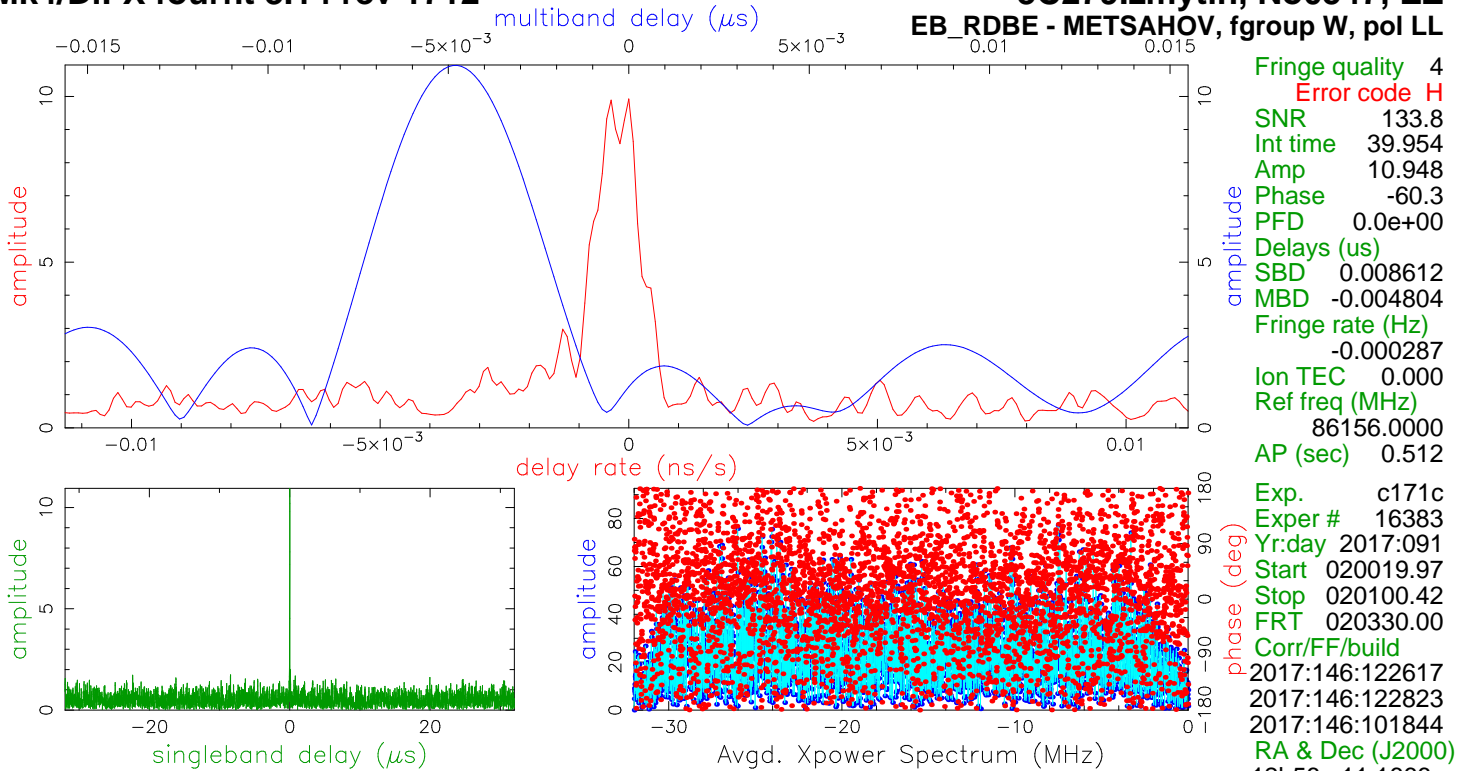 multiband delay (μs)
EB_RDBE - METSAHOV, fgroup W, pol LL
−0.015 −0.01 −5×10⁻³ 0 5×10⁻³ 0.01 0.015
Fringe quality 4
Error code H
SNR 133.8
Int time 39.954
Amp 10.948
Phase -60.3
PFD 0.0e+00
Delays (us)
SBD 0.008612
MBD -0.004804
Fringe rate (Hz)
-0.000287
Ion TEC 0.000
Ref freq (MHz)
86156.0000
AP (sec) 0.512
Exp. c171c
Exper # 16383
Yr:day 2017:091
Start 020019.97
Stop 020100.42
FRT 020330.00
Corr/FF/build
2017:146:122617
2017:146:122823
2017:146:101844
RA & Dec (J2000)
amplitude
0 5 10
amplitude
0 5 10
−0.01 −5×10⁻³ 0 5×10⁻³ 0.01
delay rate (ns/s)
amplitude
0 5 10
−20 0 20
singleband delay (μs)
amplitude
0 20 40 60 80
phase (deg)
−180 −90 0 90 180
−30 −20 −10 0
Avgd. Xpower Spectrum (MHz)